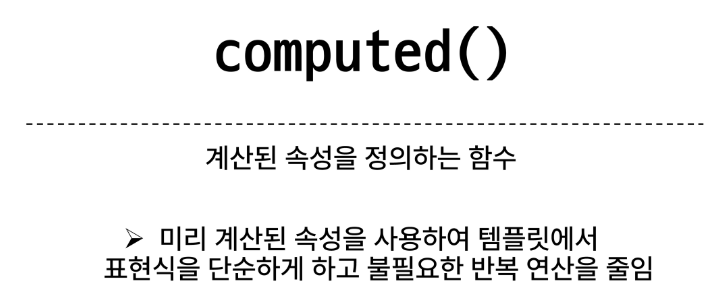 computed()
계산된 속성을 정의하는 함수
➢ 미리 계산된 속성을 사용하여 템플릿에서
표현식을 단순하게 하고 불필요한 반복 연산을 줄임